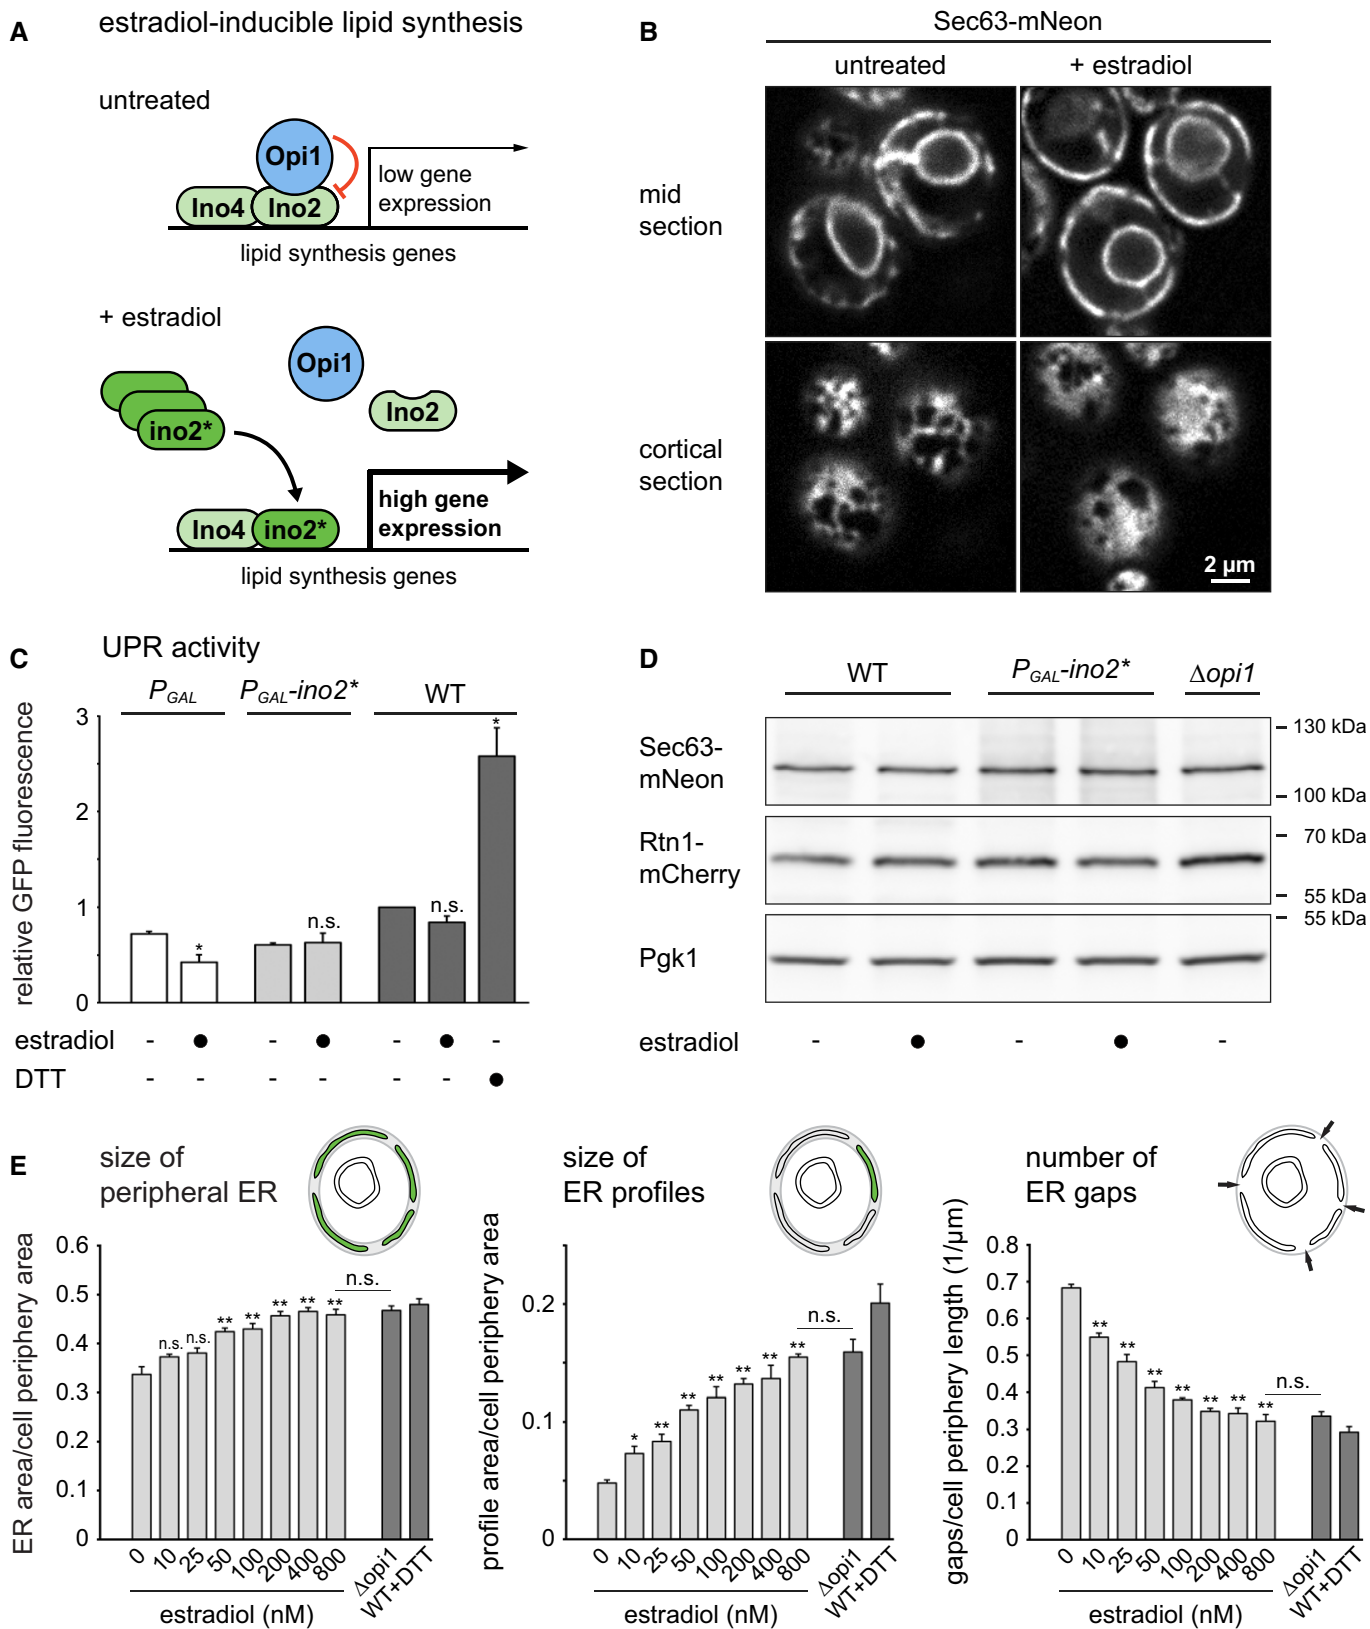 A
estradiol-inducible lipid synthesis
untreated
Opi1
Ino4
Ino2
low gene
expression
lipid synthesis genes
+ estradiol
Opi1
Ino2
ino2*
Ino4
ino2*
high gene
expression
lipid synthesis genes
B
Sec63-mNeon
untreated
+ estradiol
mid
section
cortical
section
2 µm
C
UPR activity
P_GAL
P_GAL-ino2*
WT
relative GFP fluorescence
3
2
1
0
*
n.s.
n.s.
*
estradiol - ● - ● - ● -
DTT - - - - - - ●
D
WT
P_GAL-ino2*
Δopi1
Sec63-
mNeon
130 kDa
100 kDa
Rtn1-
mCherry
70 kDa
55 kDa
Pgk1
55 kDa
estradiol - ● - ● -
E
size of
peripheral ER
ER area/cell periphery area
0.6
0.5
0.4
0.3
0.2
0.1
0
n.s. n.s. ** ** ** ** **
n.s.
0 10 25 50 100 200 400 800 Δopi1 WT+DTT
estradiol (nM)
size of
ER profiles
profile area/cell periphery area
0.2
0.1
0
* ** ** ** ** ** **
n.s.
0 10 25 50 100 200 400 800 Δopi1 WT+DTT
estradiol (nM)
number of
ER gaps
gaps/cell periphery length (1/µm)
0.8
0.7
0.6
0.5
0.4
0.3
0.2
0.1
0
** ** ** ** ** ** **
n.s.
0 10 25 50 100 200 400 800 Δopi1 WT+DTT
estradiol (nM)